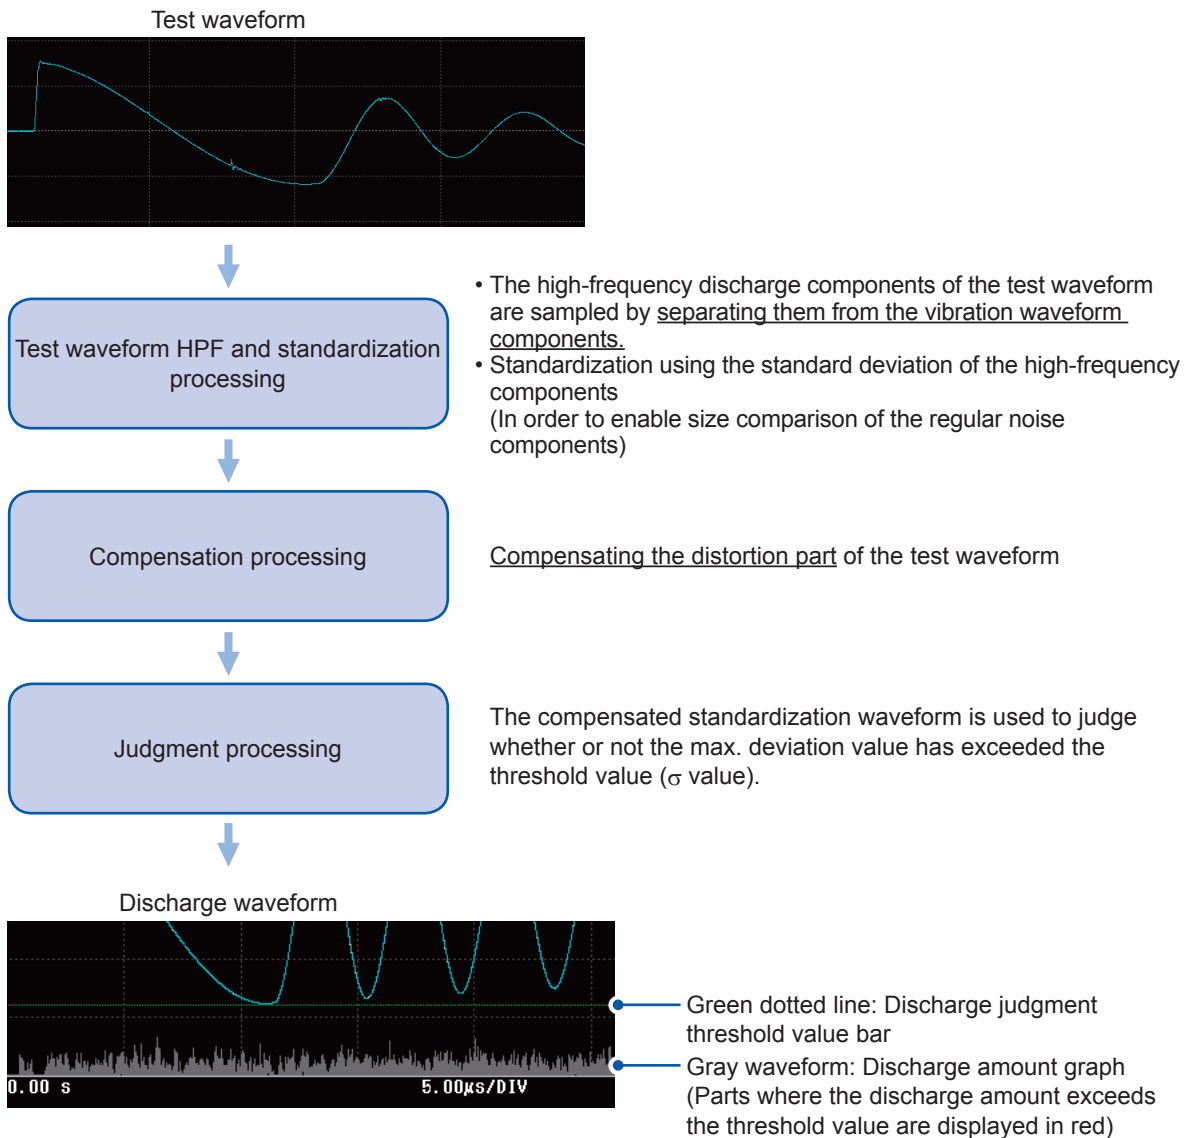 Test waveform
• The high-frequency discharge components of the test waveform
are sampled by separating them from the vibration waveform
components.
• Standardization using the standard deviation of the high-frequency
components
(In order to enable size comparison of the regular noise
components)
Test waveform HPF and standardization
processing
Compensation processing
Compensating the distortion part of the test waveform
Judgment processing
The compensated standardization waveform is used to judge
whether or not the max. deviation value has exceeded the
threshold value (σ value).
Discharge waveform
Green dotted line: Discharge judgment
threshold value bar
Gray waveform: Discharge amount graph
(Parts where the discharge amount exceeds
the threshold value are displayed in red)
0.00 s
5.00µs/DIV